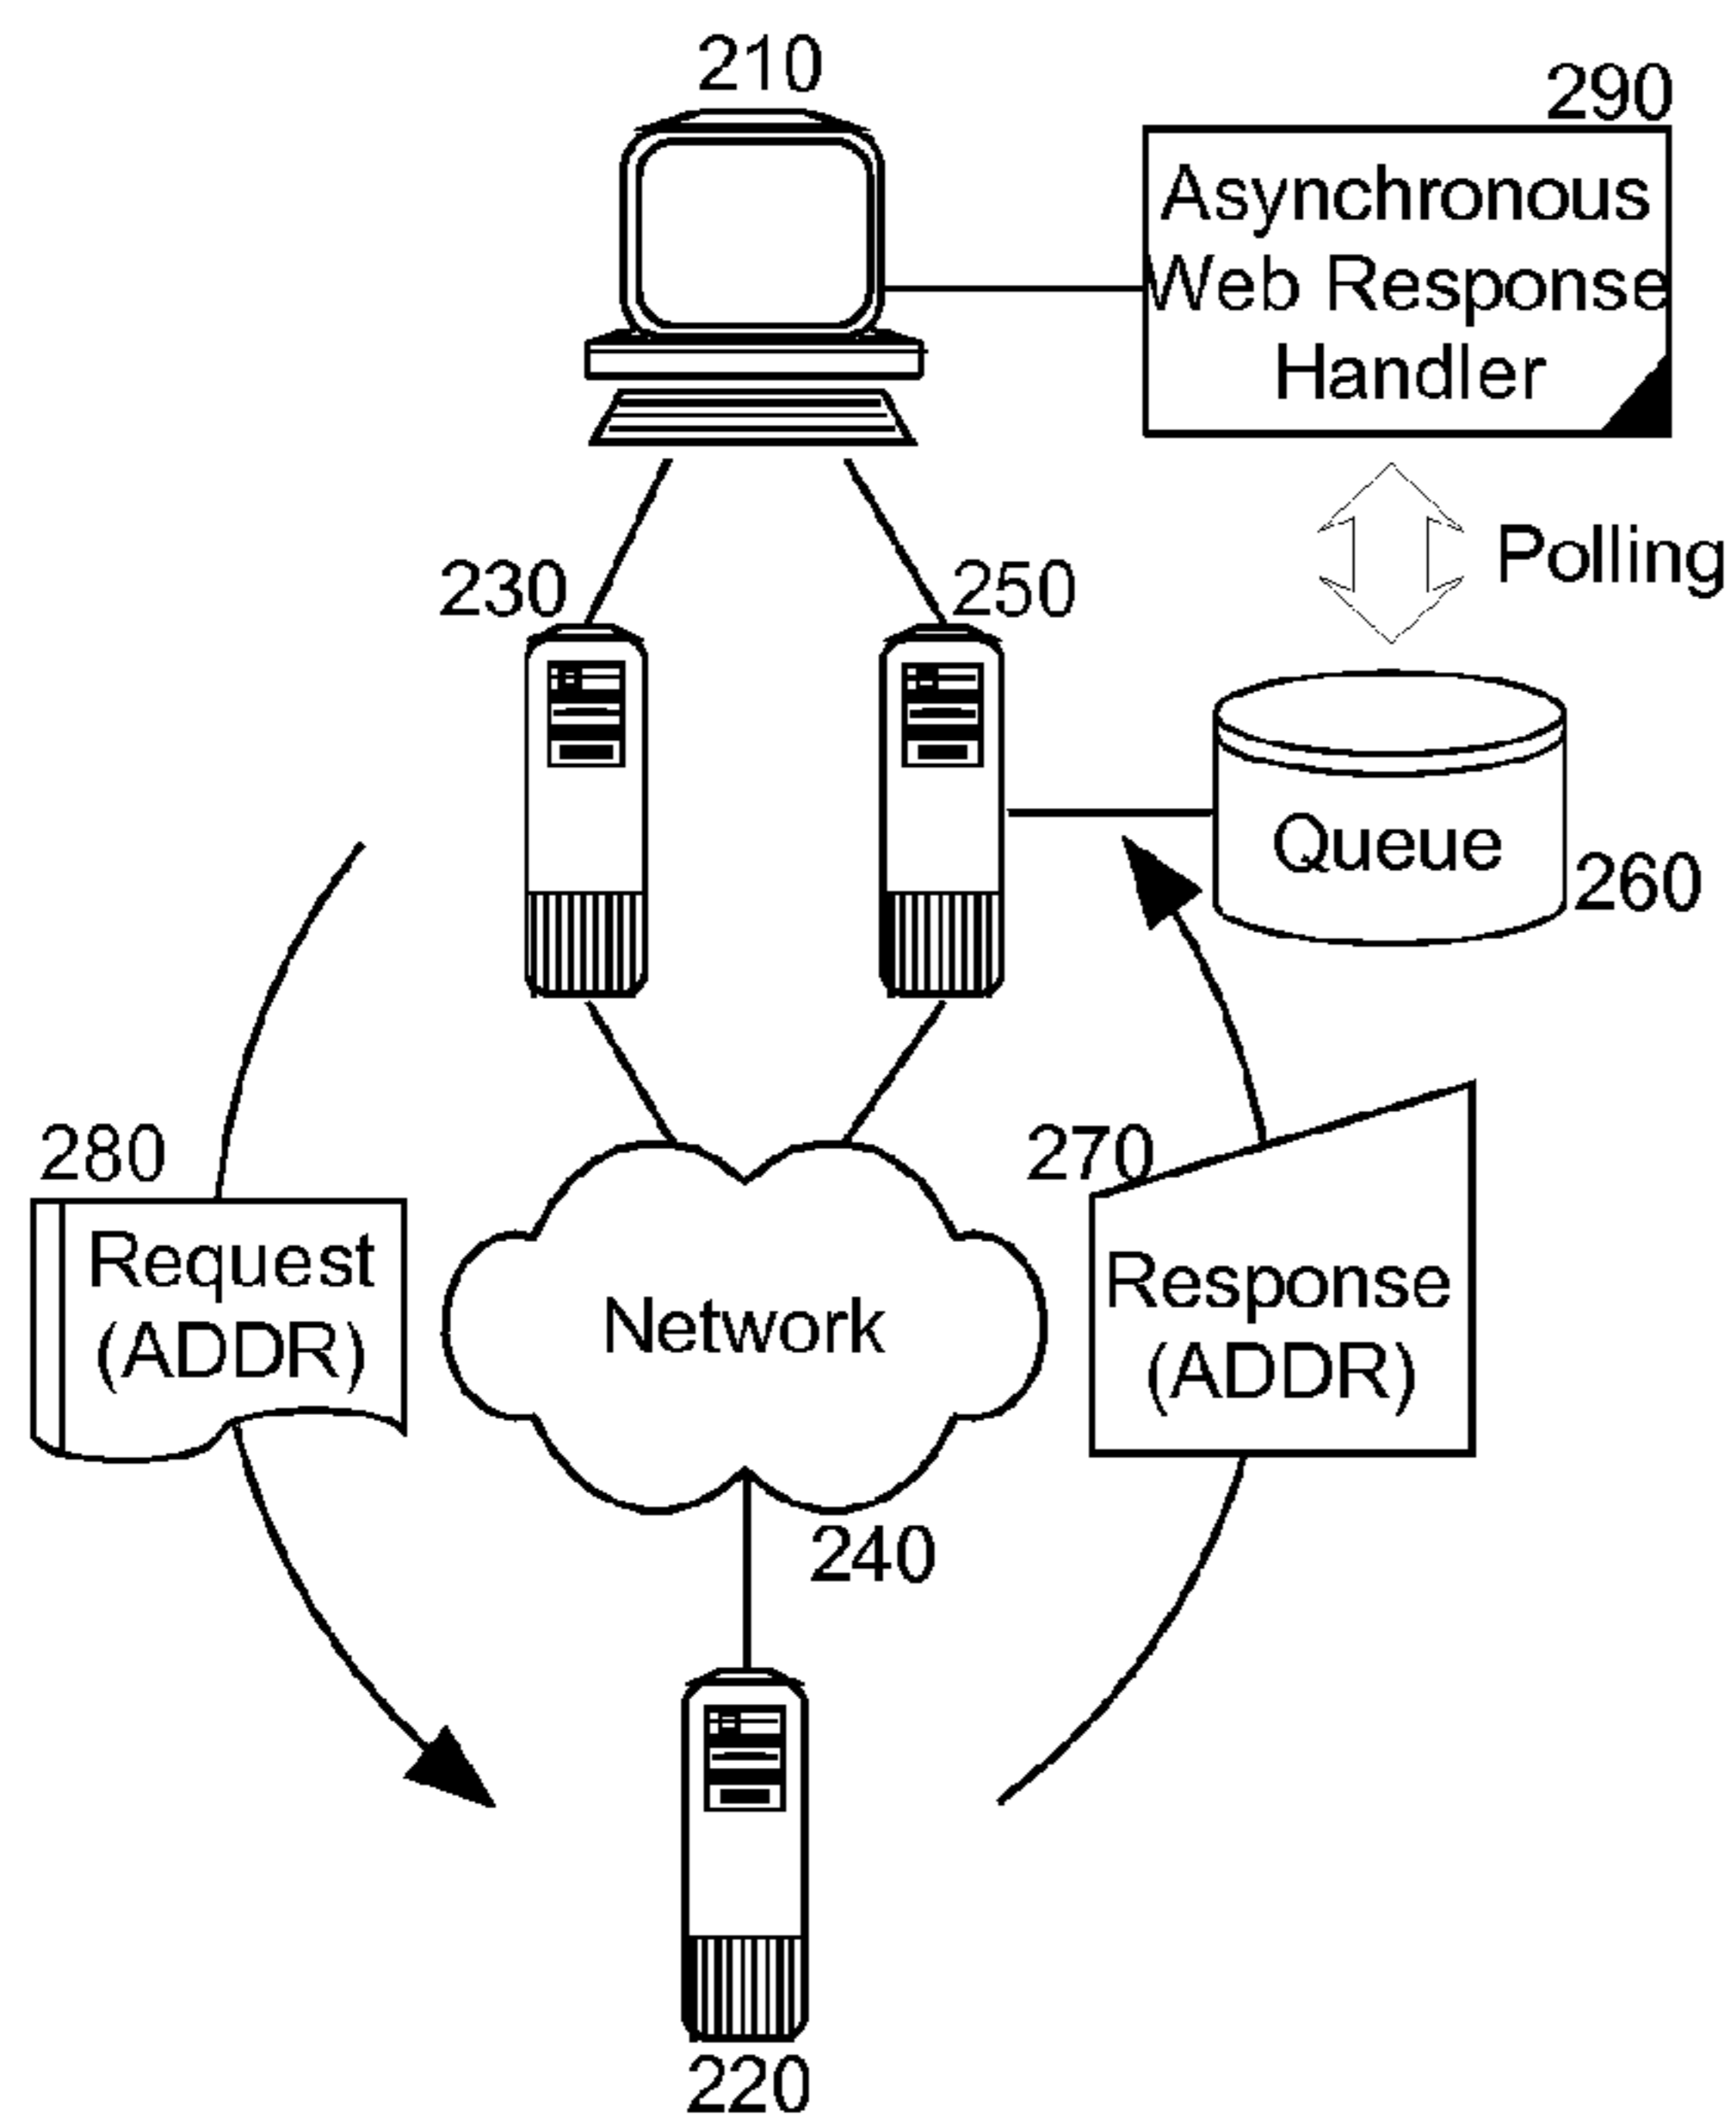 210
290
Asynchronous
Web Response
Handler
Polling
230
250
Queue
260
280
Request
(ADDR)
270
Response
(ADDR)
Network
240
220